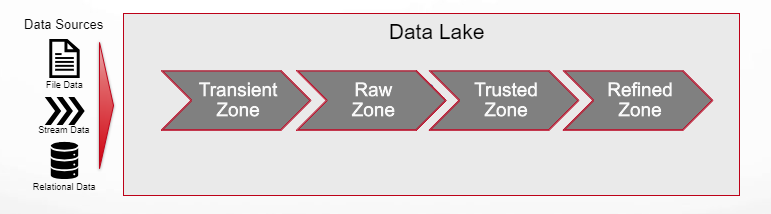 Data Sources
File Data
Stream Data
Relational Data
Data Lake
Transient
Zone
Raw
Zone
Trusted
Zone
Refined
Zone